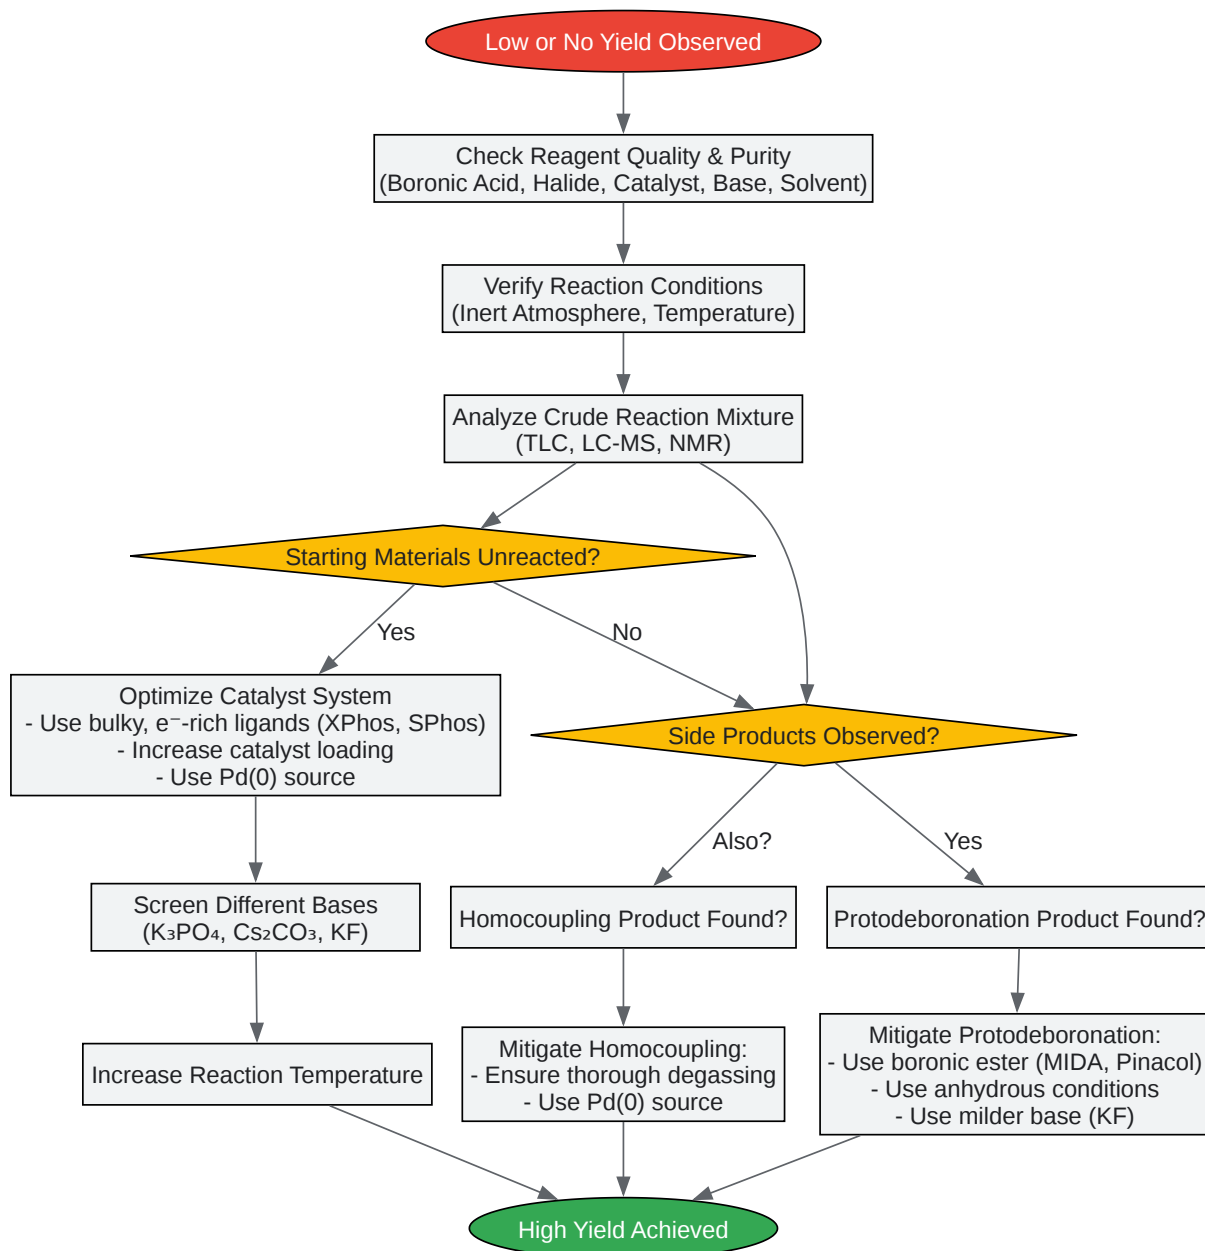 Low or No Yield Observed
Check Reagent Quality & Purity
(Boronic Acid, Halide, Catalyst, Base, Solvent)
Verify Reaction Conditions
(Inert Atmosphere, Temperature)
Analyze Crude Reaction Mixture
(TLC, LC-MS, NMR)
Starting Materials Unreacted?
Yes
No
Optimize Catalyst System
- Use bulky, e⁻-rich ligands (XPhos, SPhos)
- Increase catalyst loading
- Use Pd(0) source
Side Products Observed?
Also?
Yes
Screen Different Bases
(K₃PO₄, Cs₂CO₃, KF)
Homocoupling Product Found?
Protodeboronation Product Found?
Increase Reaction Temperature
Mitigate Homocoupling:
- Ensure thorough degassing
- Use Pd(0) source
Mitigate Protodeboronation:
- Use boronic ester (MIDA, Pinacol)
- Use anhydrous conditions
- Use milder base (KF)
High Yield Achieved